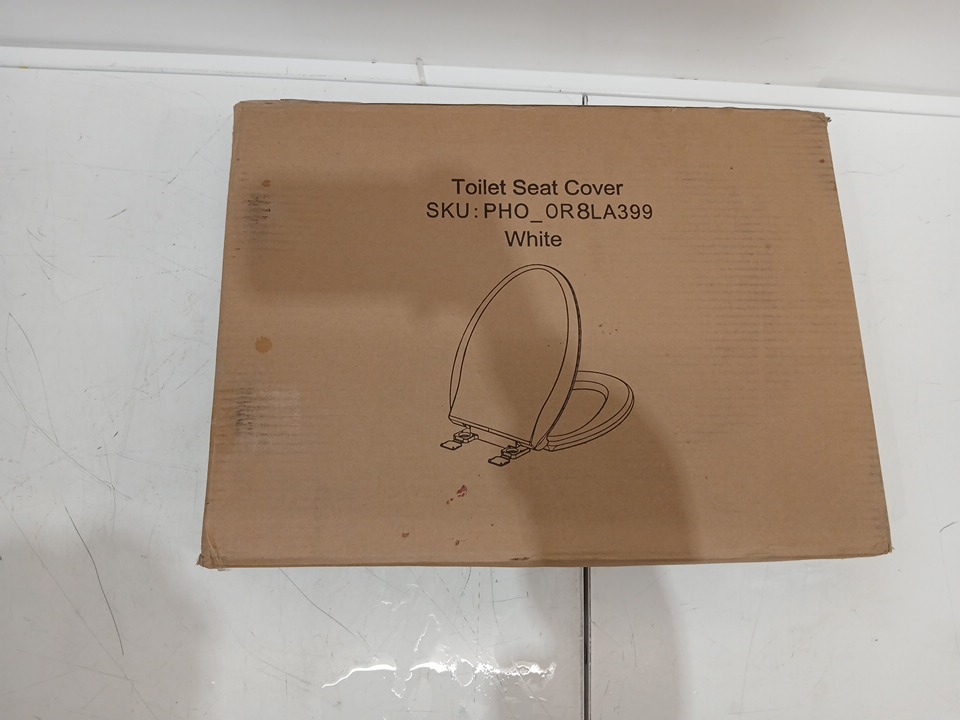 Toilet Seat Cover
SKU:PHO_0R8LA399
White